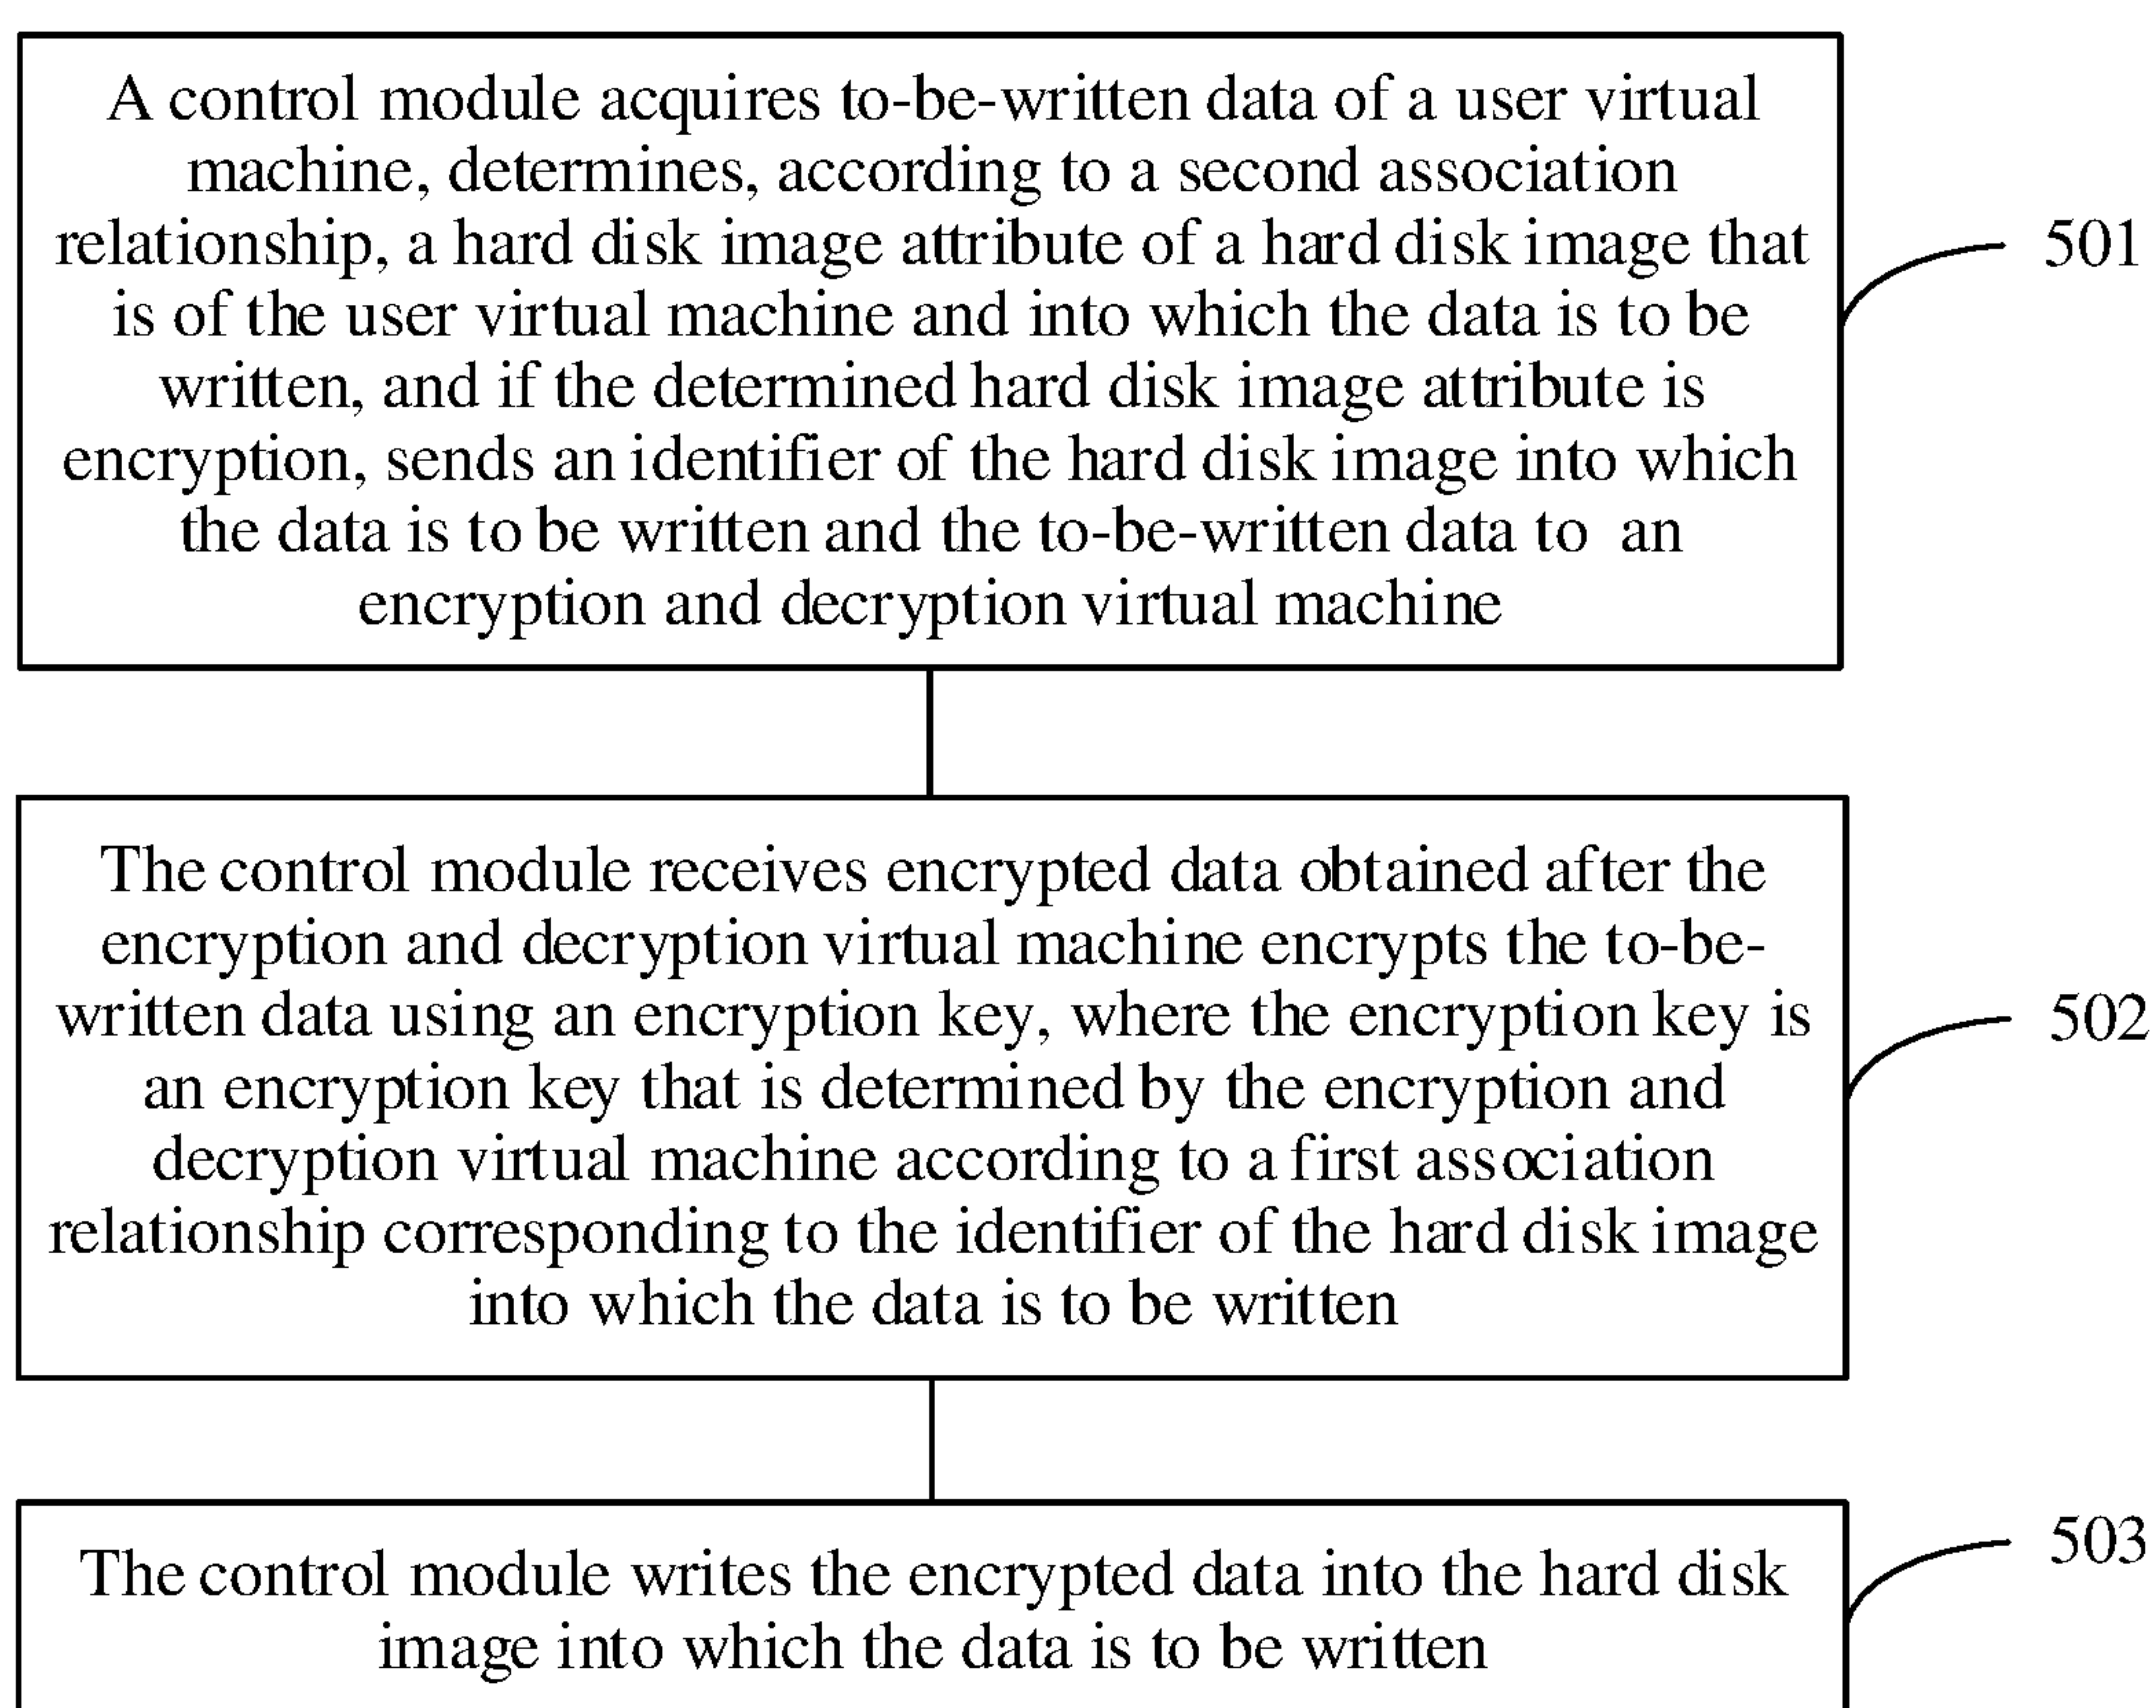 A control module acquires to-be-written data of a user virtual
machine, determines, according to a second association
relationship, a hard disk image attribute of a hard disk image that
is of the user virtual machine and into which the data is to be
written, and if the determined hard disk image attribute is
encryption, sends an identifier of the hard disk image into which
the data is to be written and the to-be-written data to an
encryption and decryption virtual machine
501
The control module receives encrypted data obtained after the
encryption and decryption virtual machine encrypts the to-be-
written data using an encryption key, where the encryption key is
an encryption key that is determined by the encryption and
decryption virtual machine according to a first association
relationship corresponding to the identifier of the hard disk image
into which the data is to be written
502
The control module writes the encrypted data into the hard disk
image into which the data is to be written
503